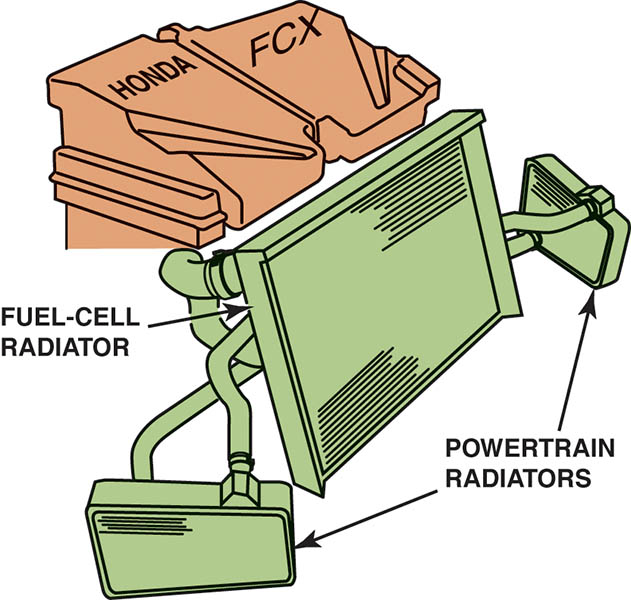 HONDA
FCX
FUEL-CELL
RADIATOR
POWERTRAIN
RADIATORS